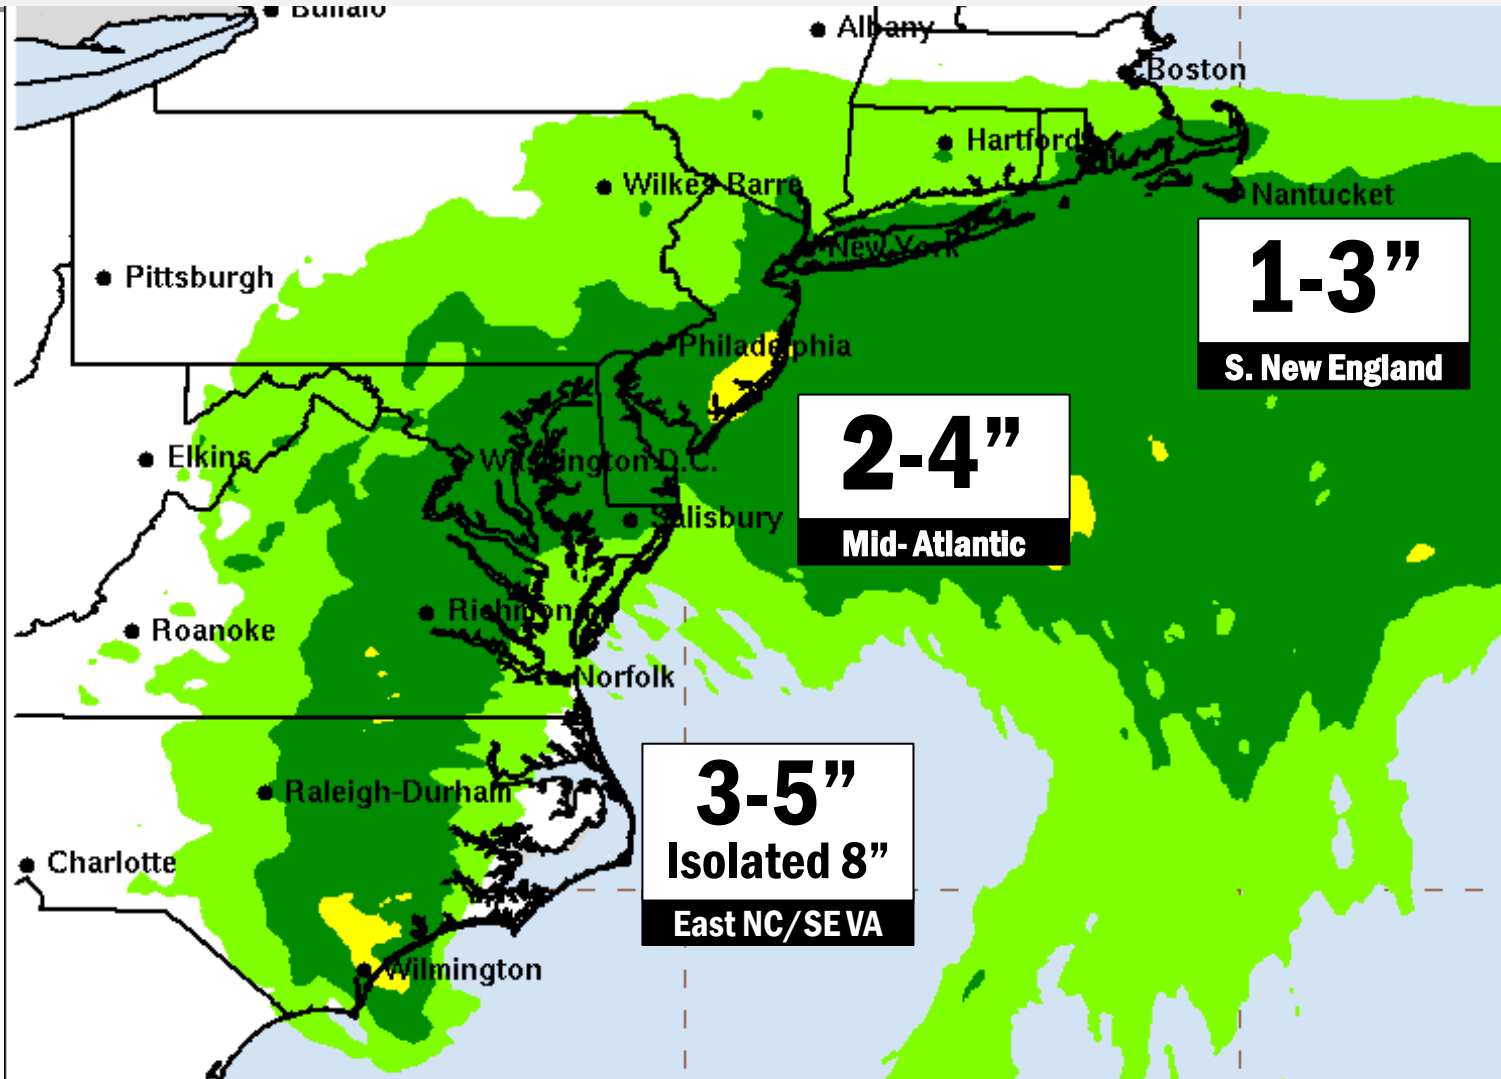 Buffalo
Albany
Boston
Hartford
Wilkes-Barre
Nantucket
New York
Pittsburgh
1-3”
S. New England
Philadelphia
2-4”
Mid- Atlantic
Elkins
Washington D.C.
Salisbury
Richmond
Roanoke
Norfolk
3-5”
Isolated 8”
East NC/SE VA
Raleigh-Durham
Charlotte
Wilmington